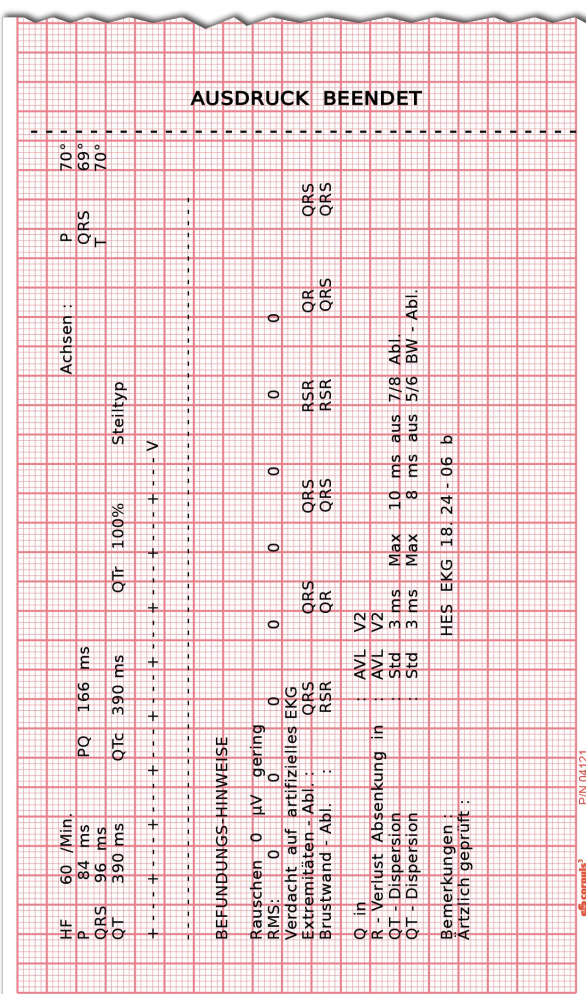 AUSDRUCK BEENDET
HF 60 /Min. Achsen : P 70°
P 84 ms PQ 166 ms QRS 69°
QRS 96 ms T 70°
QT 390 ms QTc 390 ms QTr 100% Steiltyp
+ - - - + - - - + - - - + - - - + - - - + - - - + - - - + - - - + - - - V
BEFUNDUNGS-HINWEISE
Rauschen 0 µV gering
RMS: 0 0 0 0 0 0 0 0
Verdacht auf artifizielles EKG
Extremitäten - Abl. : QRS QRS QRS RSR QR QRS
Brustwand - Abl. : RSR QR QRS RSR QRS QRS
Q in : AVL V2
R - Verlust Absenkung in : AVL V2
QT - Dispersion : Std 3 ms Max 10 ms aus 7/8 Abl.
QT - Dispersion : Std 3 ms Max 8 ms aus 5/6 BW - Abl.
Bemerkungen : HES EKG 18. 24 - 06 b
Ärtzlich geprüft :
P/N 04121
corpuls³